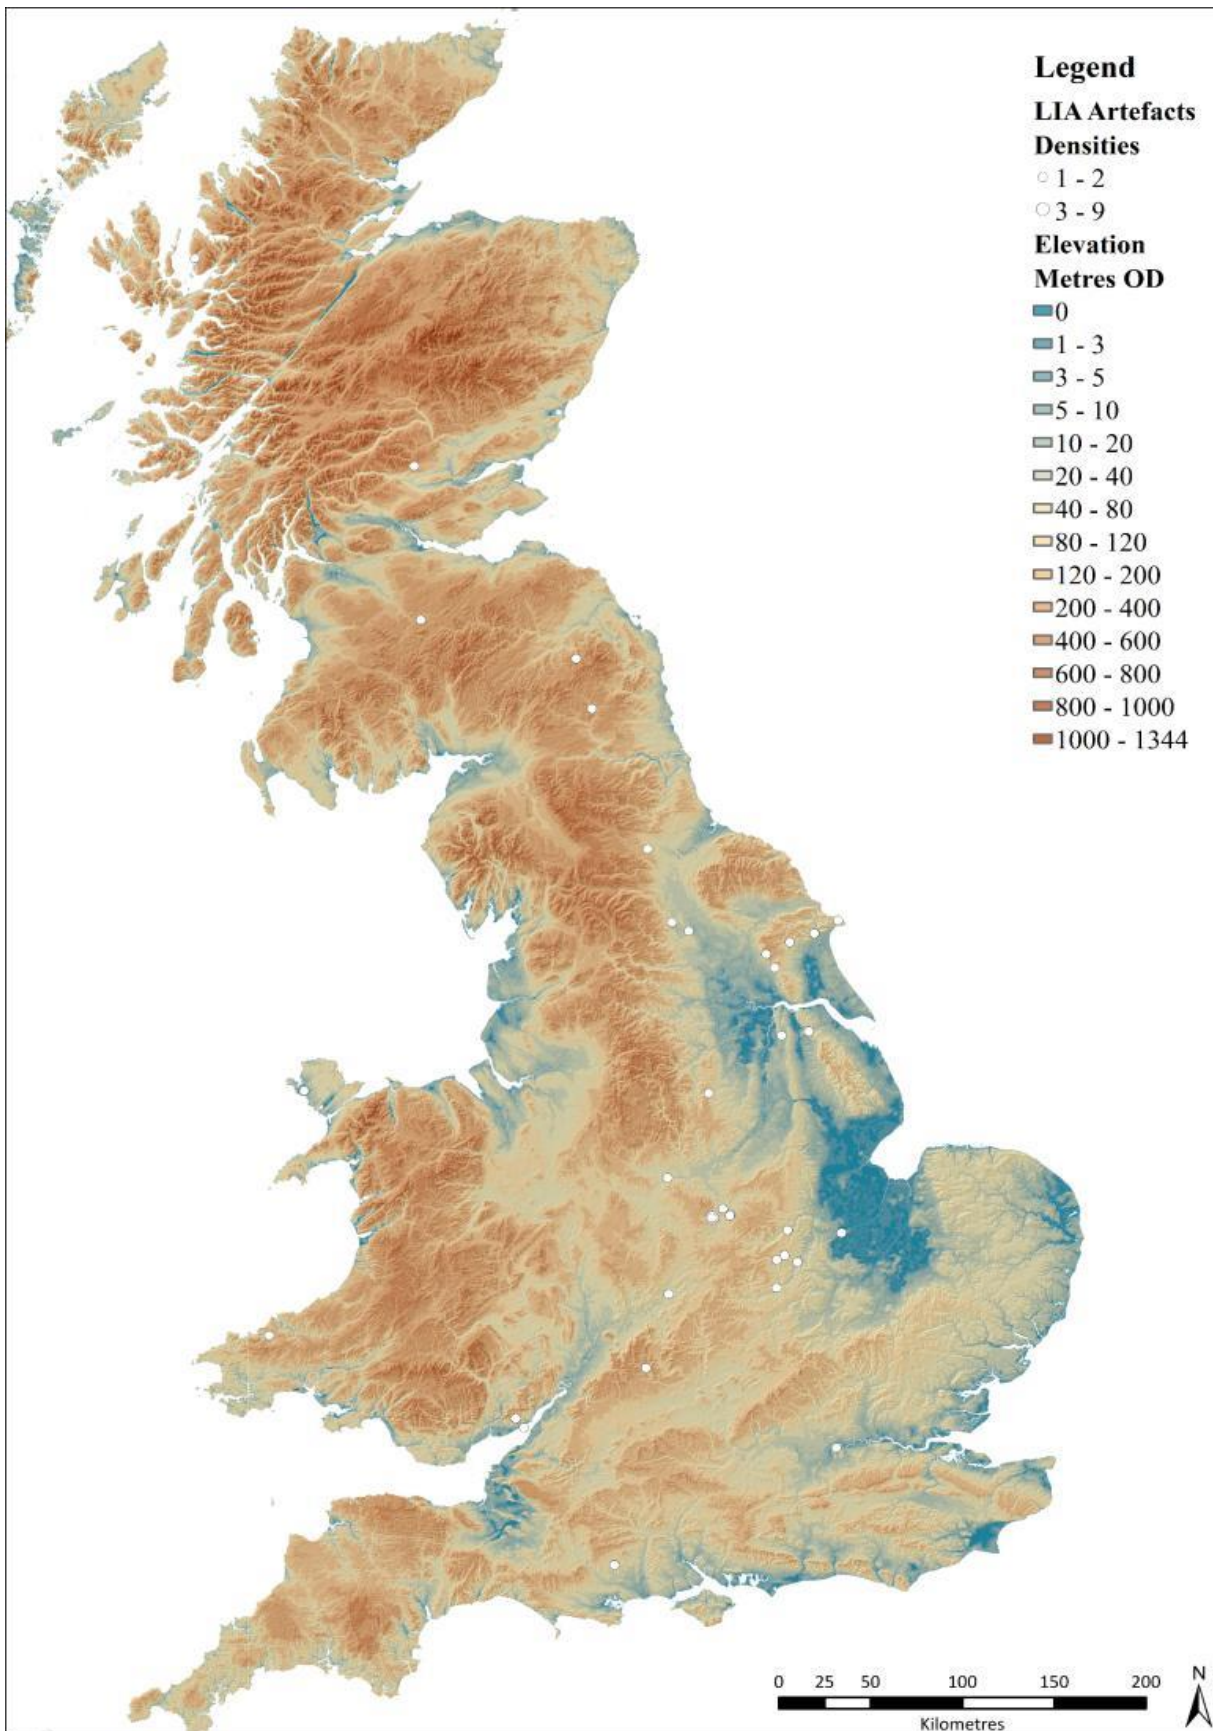 Legend
LIA Artefacts
Densities
1 - 2
3 - 9
Elevation
Metres OD
0
1 - 3
3 - 5
5 - 10
10 - 20
20 - 40
40 - 80
80 - 120
120 - 200
200 - 400
400 - 600
600 - 800
800 - 1000
1000 - 1344
0 25 50 100 150 200
Kilometres
N